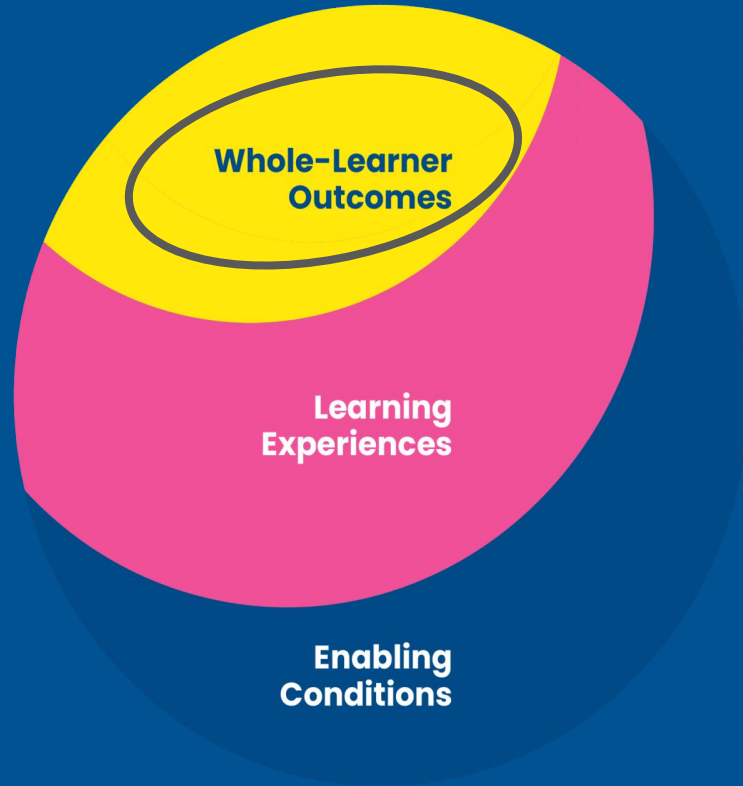 Whole-Learner
Outcomes
Learning
Experiences
Enabling
Conditions